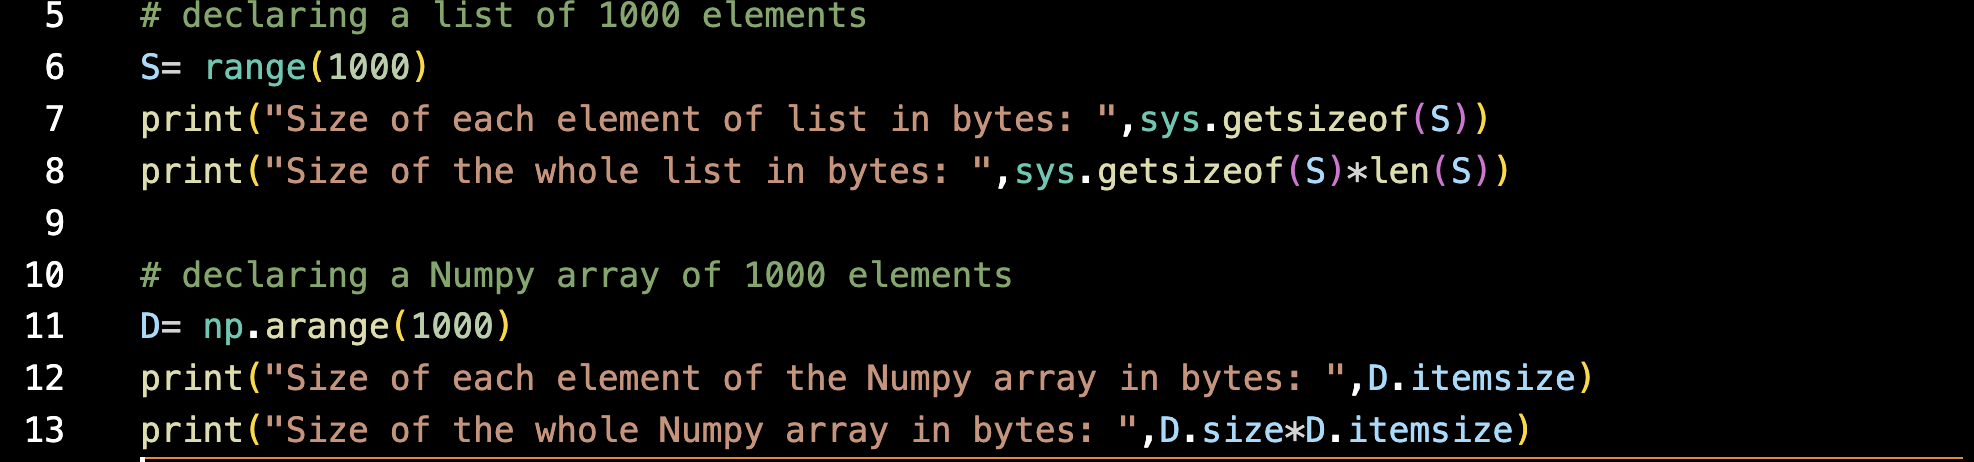 5 # declaring a list of 1000 elements
6 S= range(1000)
7 print("Size of each element of list in bytes: ",sys.getsizeof(S))
8 print("Size of the whole list in bytes: ",sys.getsizeof(S)*len(S))
9
10 # declaring a Numpy array of 1000 elements
11 D= np.arange(1000)
12 print("Size of each element of the Numpy array in bytes: ",D.itemsize)
13 print("Size of the whole Numpy array in bytes: ",D.size*D.itemsize)